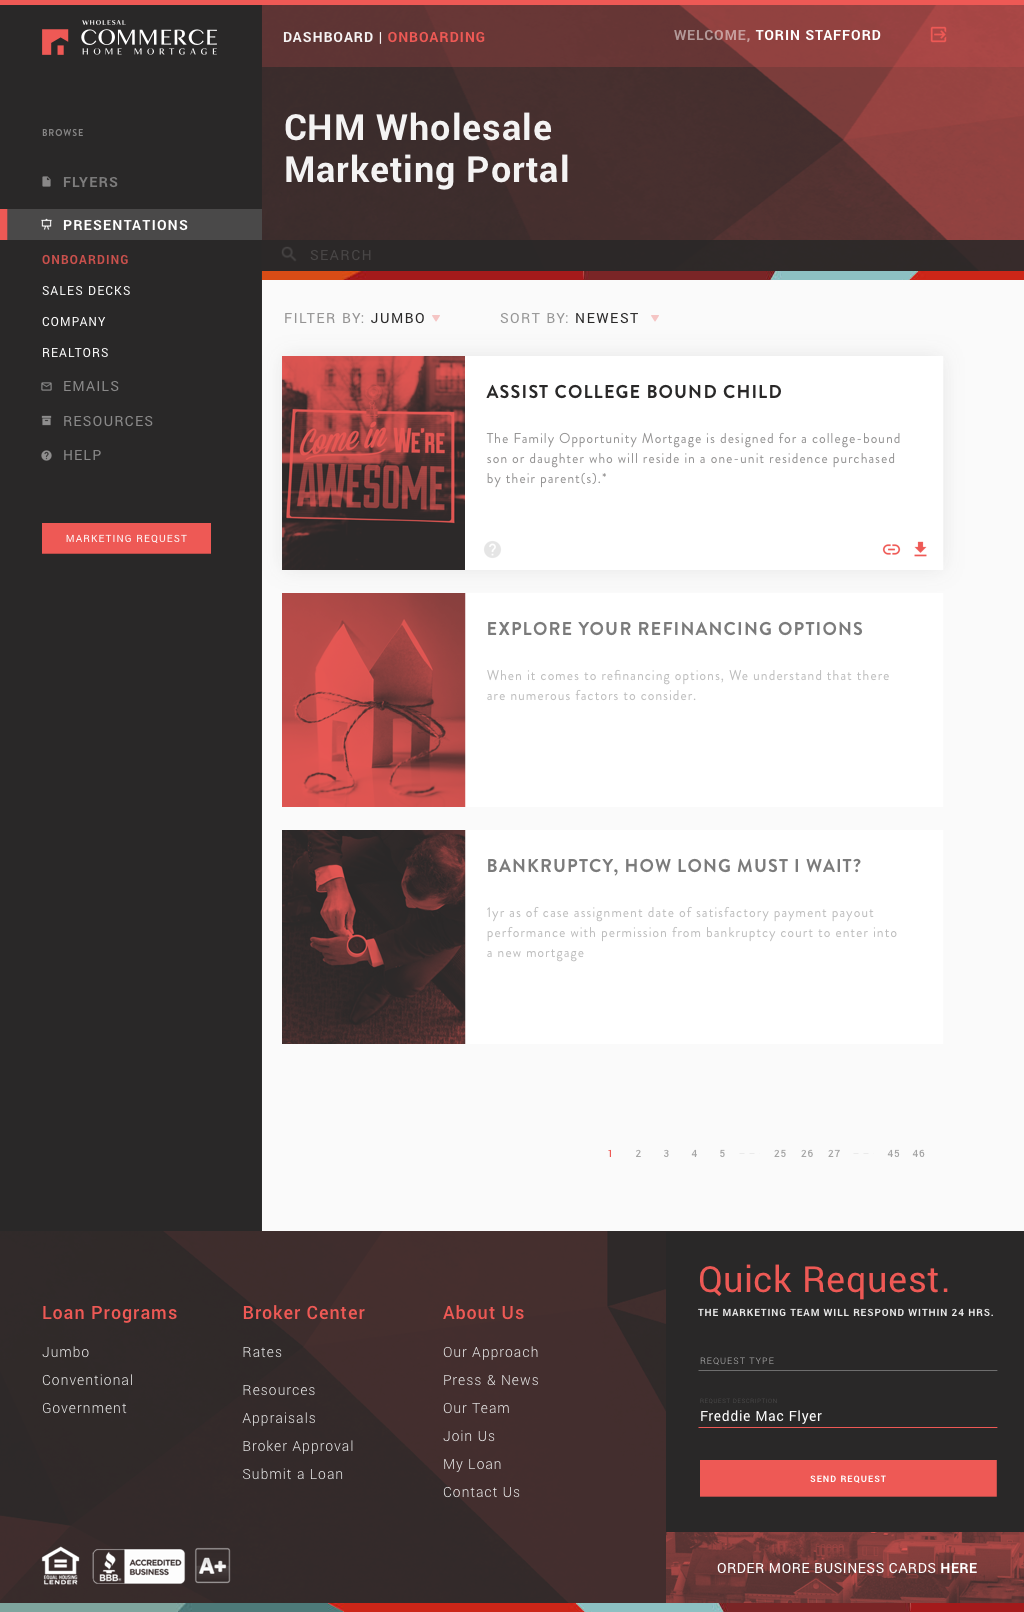 WHOLESAL
COMMERCE
HOME MORTGAGE
DASHBOARD | ONBOARDING
WELCOME, TORIN STAFFORD
CHM Wholesale
Marketing Portal
SEARCH
BROWSE
FLYERS
PRESENTATIONS
ONBOARDING
SALES DECKS
COMPANY
REALTORS
EMAILS
RESOURCES
HELP
MARKETING REQUEST
FILTER BY: JUMBO
SORT BY: NEWEST
Come in WE'RE
AWESOME
ASSIST COLLEGE BOUND CHILD
The Family Opportunity Mortgage is designed for a college-bound
son or daughter who will reside in a one-unit residence purchased
by their parent(s).*
EXPLORE YOUR REFINANCING OPTIONS
When it comes to refinancing options, We understand that there
are numerous factors to consider.
BANKRUPTCY, HOW LONG MUST I WAIT?
1yr as of case assignment date of satisfactory payment payout
performance with permission from bankruptcy court to enter into
a new mortgage
1 2 3 4 5 -- 25 26 27 -- 45 46
Loan Programs
Jumbo
Conventional
Government
Broker Center
Rates
Resources
Appraisals
Broker Approval
Submit a Loan
About Us
Our Approach
Press & News
Our Team
Join Us
My Loan
Contact Us
EQUAL HOUSING
LENDER
BBB.
ACCREDITED
BUSINESS
A+
Quick Request.
THE MARKETING TEAM WILL RESPOND WITHIN 24 HRS.
REQUEST TYPE
REQUEST DESCRIPTION
Freddie Mac Flyer
SEND REQUEST
ORDER MORE BUSINESS CARDS HERE